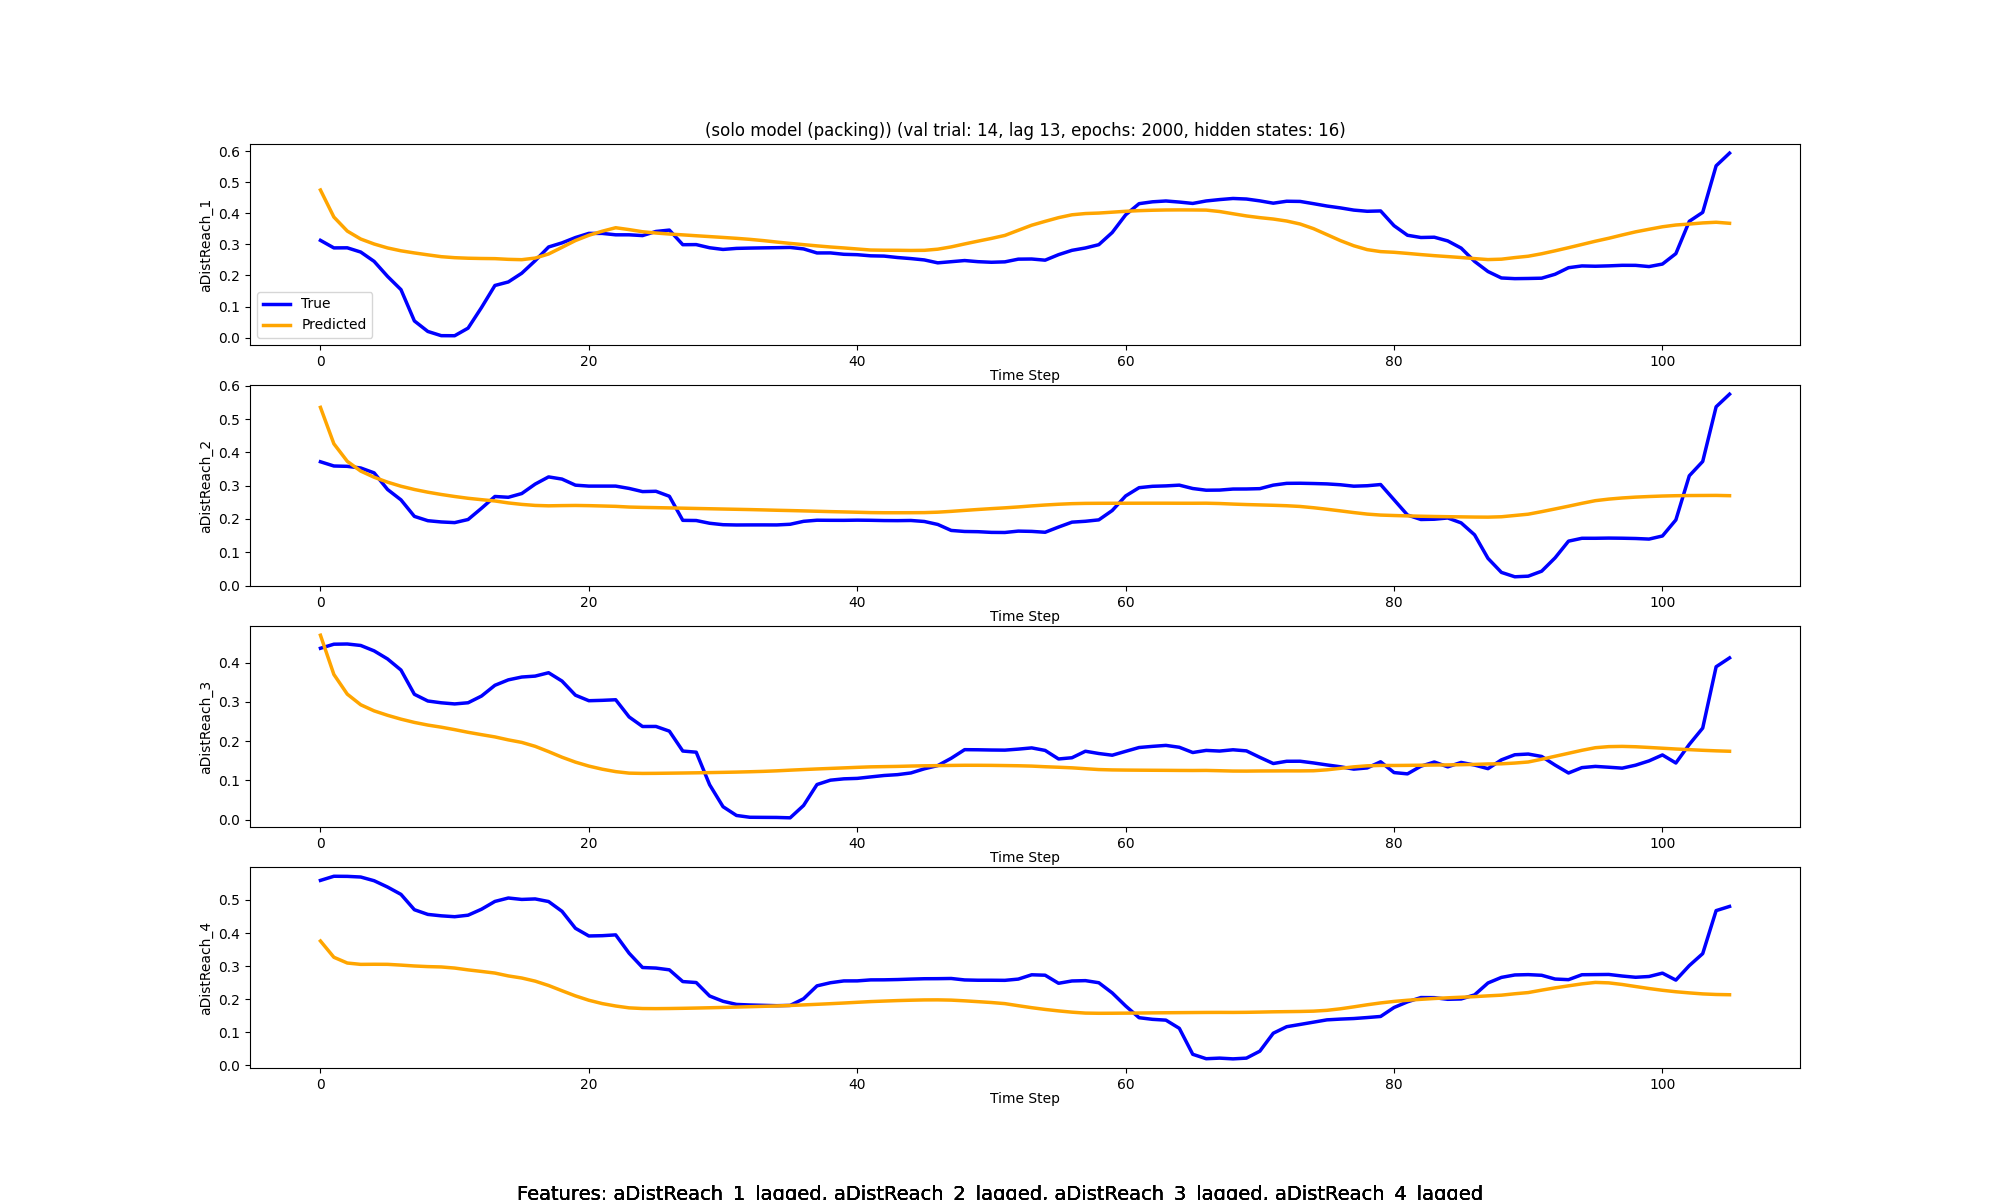 (solo model (packing)) (val trial: 14, lag 13, epochs: 2000, hidden states: 16)
aDistReach_1
0.6
0.5
0.4
0.3
0.2
0.1
0.0
True
Predicted
0 20 40 60 80 100
Time Step
aDistReach_2
0.6
0.5
0.4
0.3
0.2
0.1
0.0
0 20 40 60 80 100
Time Step
aDistReach_3
0.4
0.3
0.2
0.1
0.0
0 20 40 60 80 100
Time Step
aDistReach_4
0.5
0.4
0.3
0.2
0.1
0.0
0 20 40 60 80 100
Time Step
Features: aDistReach_1_lagged, aDistReach_2_lagged, aDistReach_3_lagged, aDistReach_4_lagged